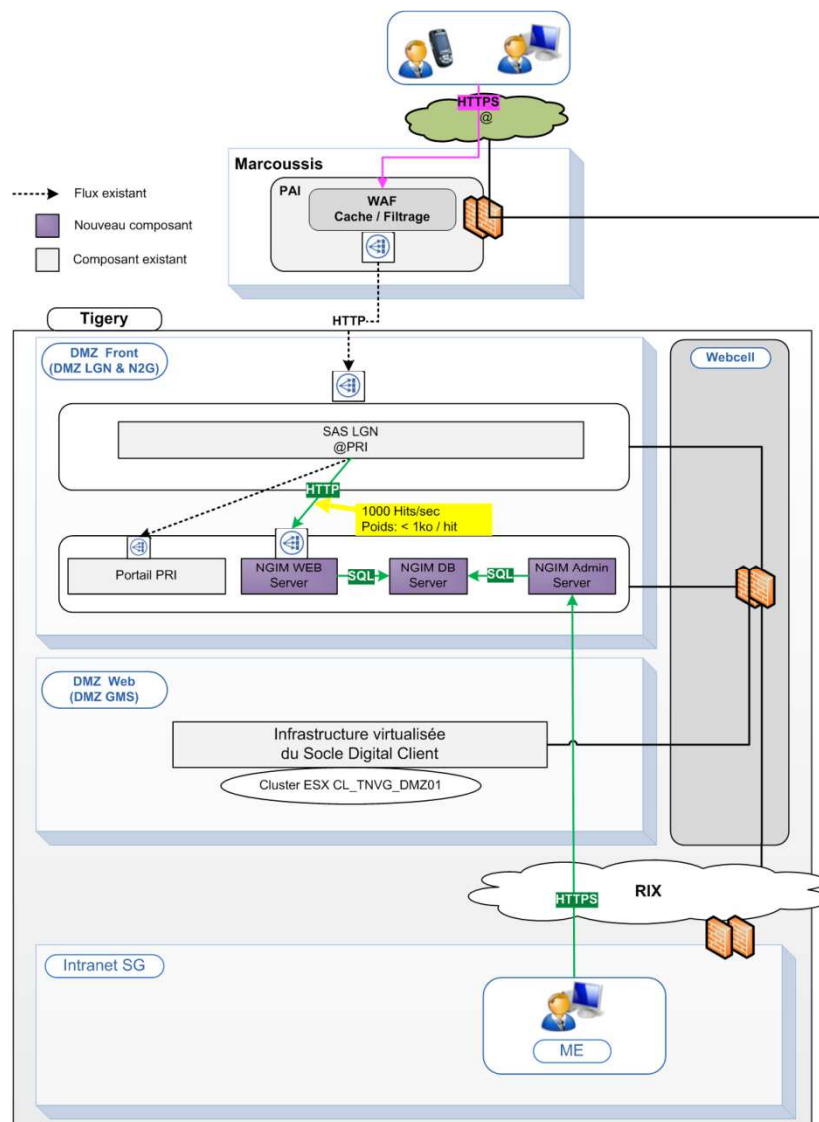 HTTPS
@
Marcoussis
PAI
WAF
Cache / Filtrage
Flux existant
Nouveau composant
Composant existant
HTTP
Tigery
DMZ Front
(DMZ LGN & N2G)
Webcell
SAS LGN
@PRI
HTTP
1000 Hits/sec
Poids: < 1ko / hit
Portail PRI
NGIM WEB
Server
SQL
NGIM DB
Server
SQL
NGIM Admin
Server
DMZ Web
(DMZ GMS)
Infrastructure virtualisée
du Socle Digital Client
Cluster ESX CL_TNVG_DMZ01
RIX
HTTPS
Intranet SG
ME